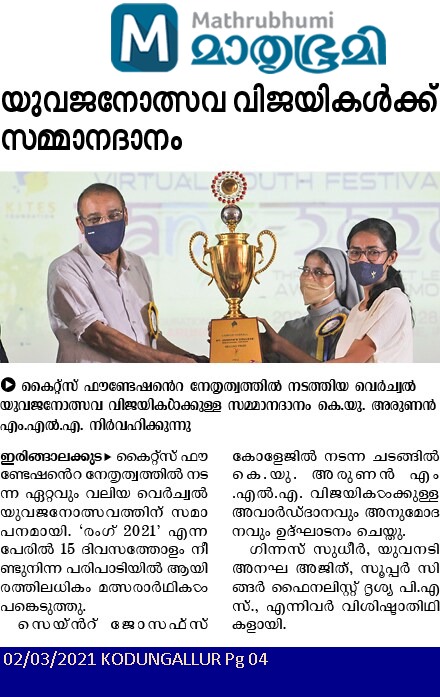 Mathrubhumi
മാതൃഭൂമി
യുവജനോത്സവ വിജയികൾക്ക്
സമ്മാനദാനം
KITES
VIRTUAL YOUTH FESTIVAL
കൈറ്റ്സ് ഫൗണ്ടേഷന്റെ നേതൃത്വത്തിൽ നടത്തിയ വെർച്വൽ
യുവജനോത്സവ വിജയികൾക്കുള്ള സമ്മാനദാനം കെ.യു. അരുണൻ
എം.എൽ.എ. നിർവഹിക്കുന്നു
ഇരിങ്ങാലക്കുട ▸ കൈറ്റ്സ് ഫൗ
ണ്ടേഷന്റെ നേതൃത്വത്തിൽ നട
ന്ന ഏറ്റവും വലിയ വെർച്വൽ
യുവജനോത്സവത്തിന് സമാ
പനമായി. ‘രംഗ് 2021’ എന്ന
പേരിൽ 15 ദിവസത്തോളം നീ
ണ്ടുനിന്ന പരിപാടിയിൽ ആയി
രത്തിലധികം മത്സരാർഥികൾ
പങ്കെടുത്തു.
സെയ്ന്റ് ജോസഫ്സ്
കോളേജിൽ നടന്ന ചടങ്ങിൽ
കെ.യു. അരുണൻ എം
.എൽ.എ. വിജയികൾക്കുള്ള
അവാർഡ്ദാനവും അനുമോദ
നവും ഉദ്ഘാടനം ചെയ്തു.
ഗിന്നസ് സുധീർ, യുവനടി
അനഘ അജിത്, സൂപ്പർ സി
ങ്ങർ ഫൈനലിസ്റ്റ് ദൃശ്യ പി.എ
സ്., എന്നിവർ വിശിഷ്ടാതിഥി
കളായി.
02/03/2021 KODUNGALLUR Pg 04